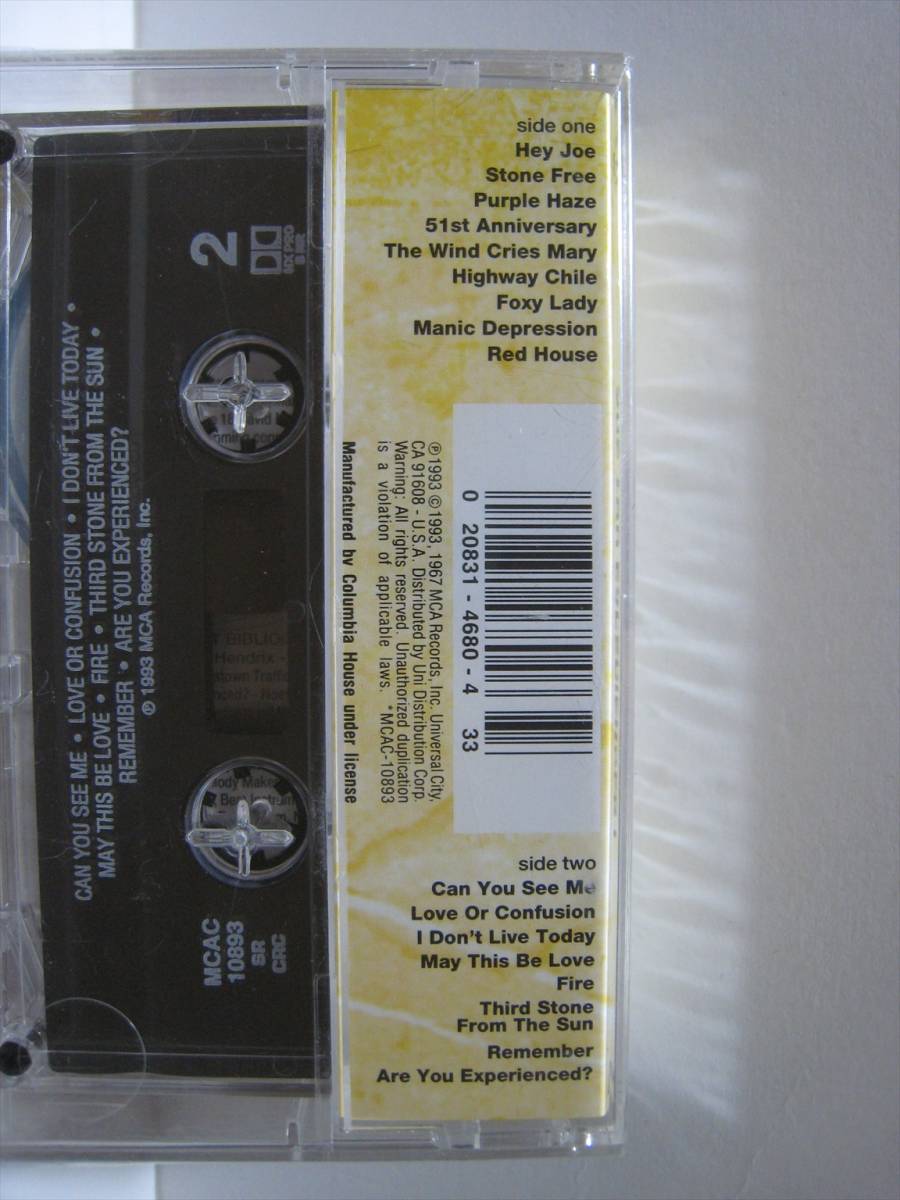 side one
Hey Joe
Stone Free
Purple Haze
51st Anniversary
The Wind Cries Mary
Highway Chile
Foxy Lady
Manic Depression
Red House
0 20831-4680-4 33
℗1993 ©1993, 1967 MCA Records, Inc. Universal City,
CA 91608 - U.S.A. Distributed by Uni Distribution Corp.
Warning: All rights reserved. Unauthorized duplication
is a violation of applicable laws. *MCAC-10893
Manufactured by Columbia House under license
side two
Can You See Me
Love Or Confusion
I Don't Live Today
May This Be Love
Fire
Third Stone
From The Sun
Remember
Are You Experienced?
2
MX PRO
B NR
CAN YOU SEE ME • LOVE OR CONFUSION • I DON'T LIVE TODAY •
MAY THIS BE LOVE • FIRE • THIRD STONE FROM THE SUN •
REMEMBER • ARE YOU EXPERIENCED?
℗ 1993 MCA Records, Inc.
MCAC
10893
SR
CRC
Hendrix -